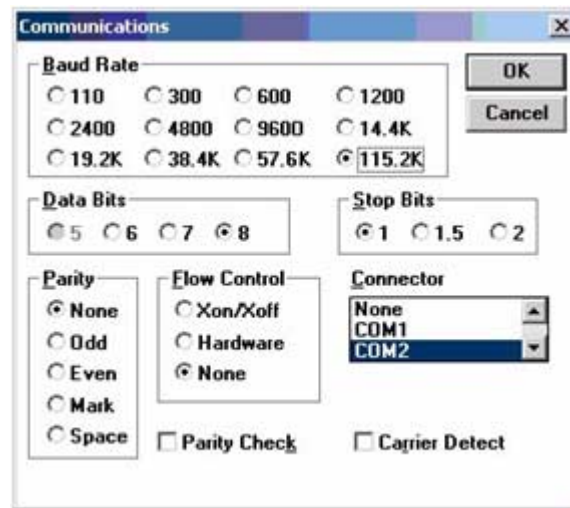 Communications
Baud Rate
110 300 600 1200
2400 4800 9600 14.4K
19.2K 38.4K 57.6K 115.2K
OK
Cancel
Data Bits
5 6 7 8
Stop Bits
1 1.5 2
Parity
None
Odd
Even
Mark
Space
Flow Control
Xon/Xoff
Hardware
None
Connector
None
COM1
COM2
Parity Check
Carrier Detect